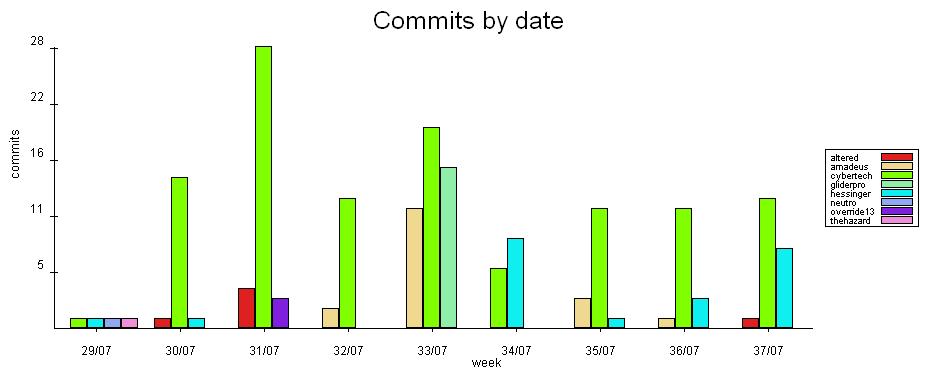 Commits by date
28
22
16
11
5
commits
29/07 30/07 31/07 32/07 33/07 34/07 35/07 36/07 37/07
week
altered
amadeus
cybertech
gliderpro
hessinger
neutro
override13
thehazard